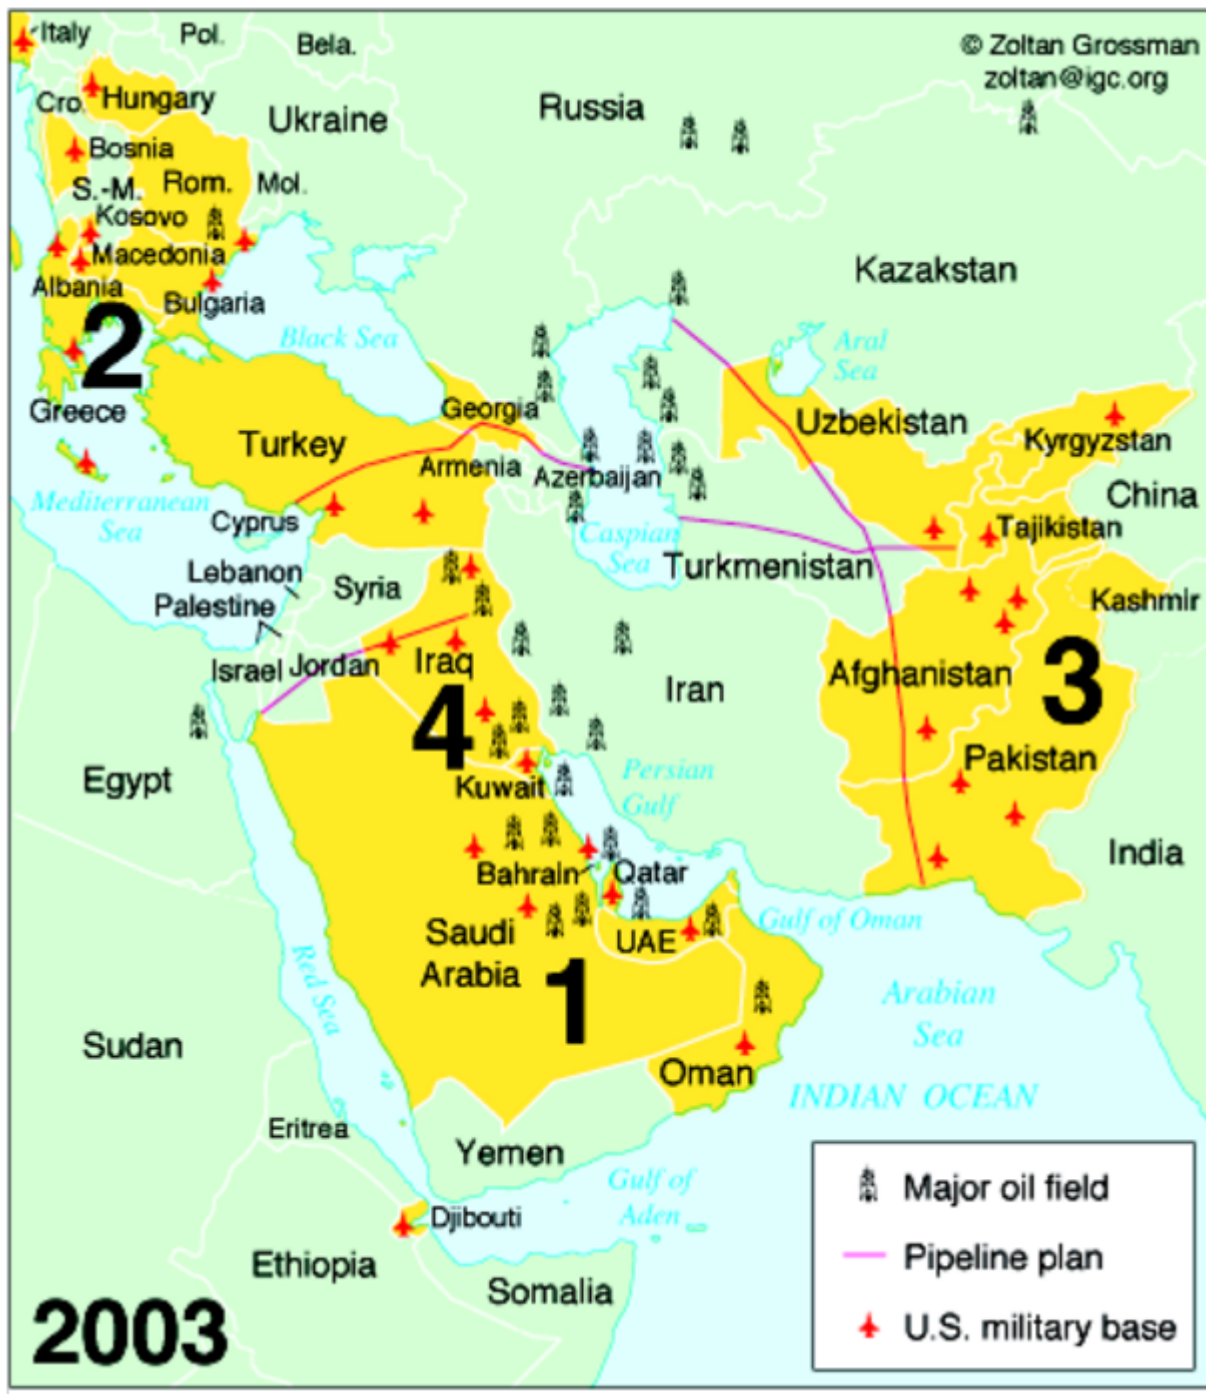 Italy
Pol.
Bela.
© Zoltan Grossman
zoltan@igc.org
Cro.
Hungary
Ukraine
Russia
Bosnia
S.-M.
Rom.
Mol.
Kosovo
Macedonia
Albania
Bulgaria
Kazakstan
2
Black Sea
Aral
Sea
Greece
Georgia
Uzbekistan
Turkey
Kyrgyzstan
Armenia
Azerbaijan
China
Mediterranean
Sea
Cyprus
Caspian
Sea
Tajikistan
Lebanon
Syria
Turkmenistan
Palestine
Kashmir
Israel
Jordan
Iraq
Iran
Afghanistan
3
4
Egypt
Kuwait
Persian
Gulf
Pakistan
Bahrain
Qatar
India
Saudi
Arabia
UAE
Gulf of Oman
1
Red Sea
Arabian
Sea
Sudan
Oman
INDIAN OCEAN
Eritrea
Yemen
Gulf of
Aden
Djibouti
Ethiopia
Somalia
2003
Major oil field
Pipeline plan
U.S. military base